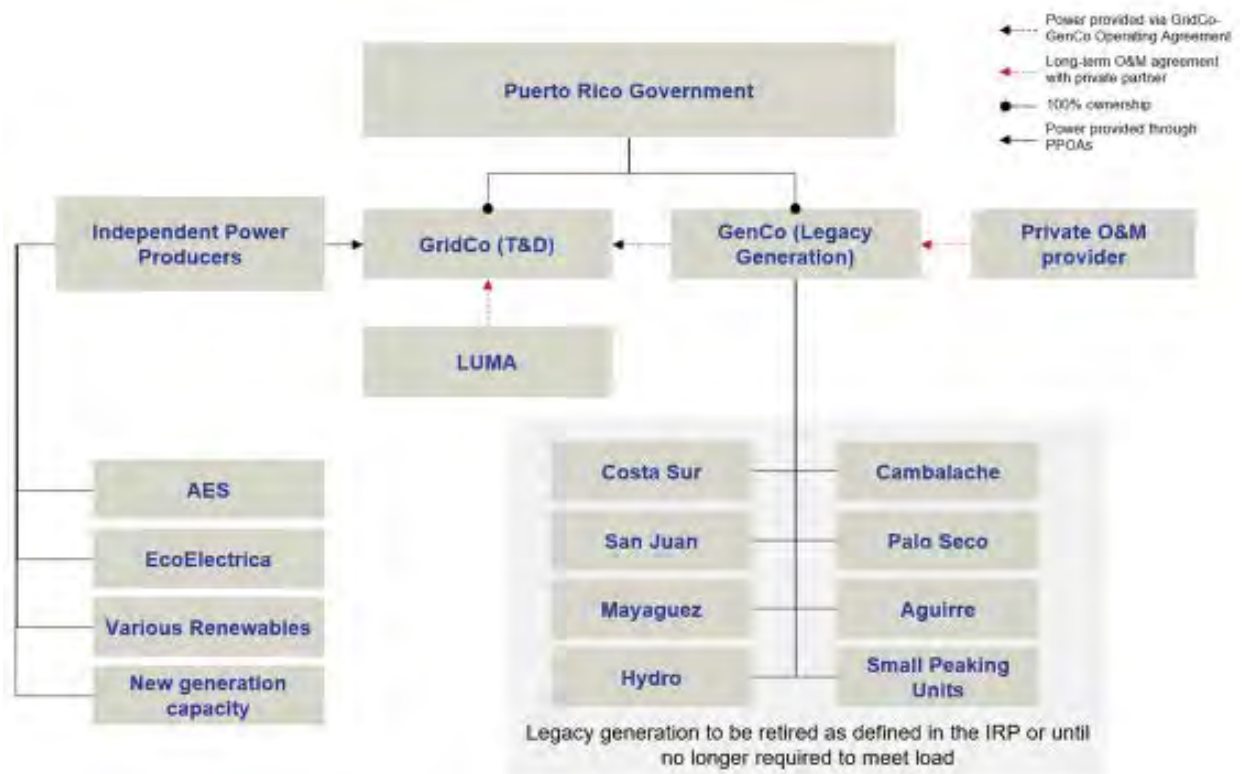 Power provided via GridCo-
GenCo Operating Agreement
Long-term O&M agreement
with private partner
100% ownership
Power provided through
PPOAs
Puerto Rico Government
Independent Power
Producers
GridCo (T&D)
GenCo (Legacy
Generation)
Private O&M
provider
LUMA
AES
EcoElectrica
Various Renewables
New generation
capacity
Costa Sur
Cambalache
San Juan
Palo Seco
Mayaguez
Aguirre
Hydro
Small Peaking
Units
Legacy generation to be retired as defined in the IRP or until
no longer required to meet load